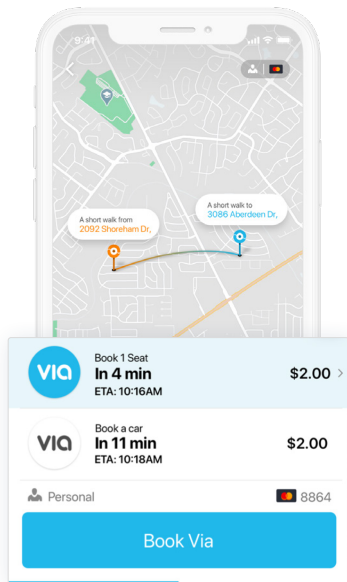 9:41
A short walk from
2092 Shoreham Dr,
A short walk to
3086 Aberdeen Dr,
VIA
Book 1 Seat
In 4 min
ETA: 10:16AM
$2.00
VIA
Book a car
In 11 min
ETA: 10:18AM
$2.00
Personal
8864
Book Via